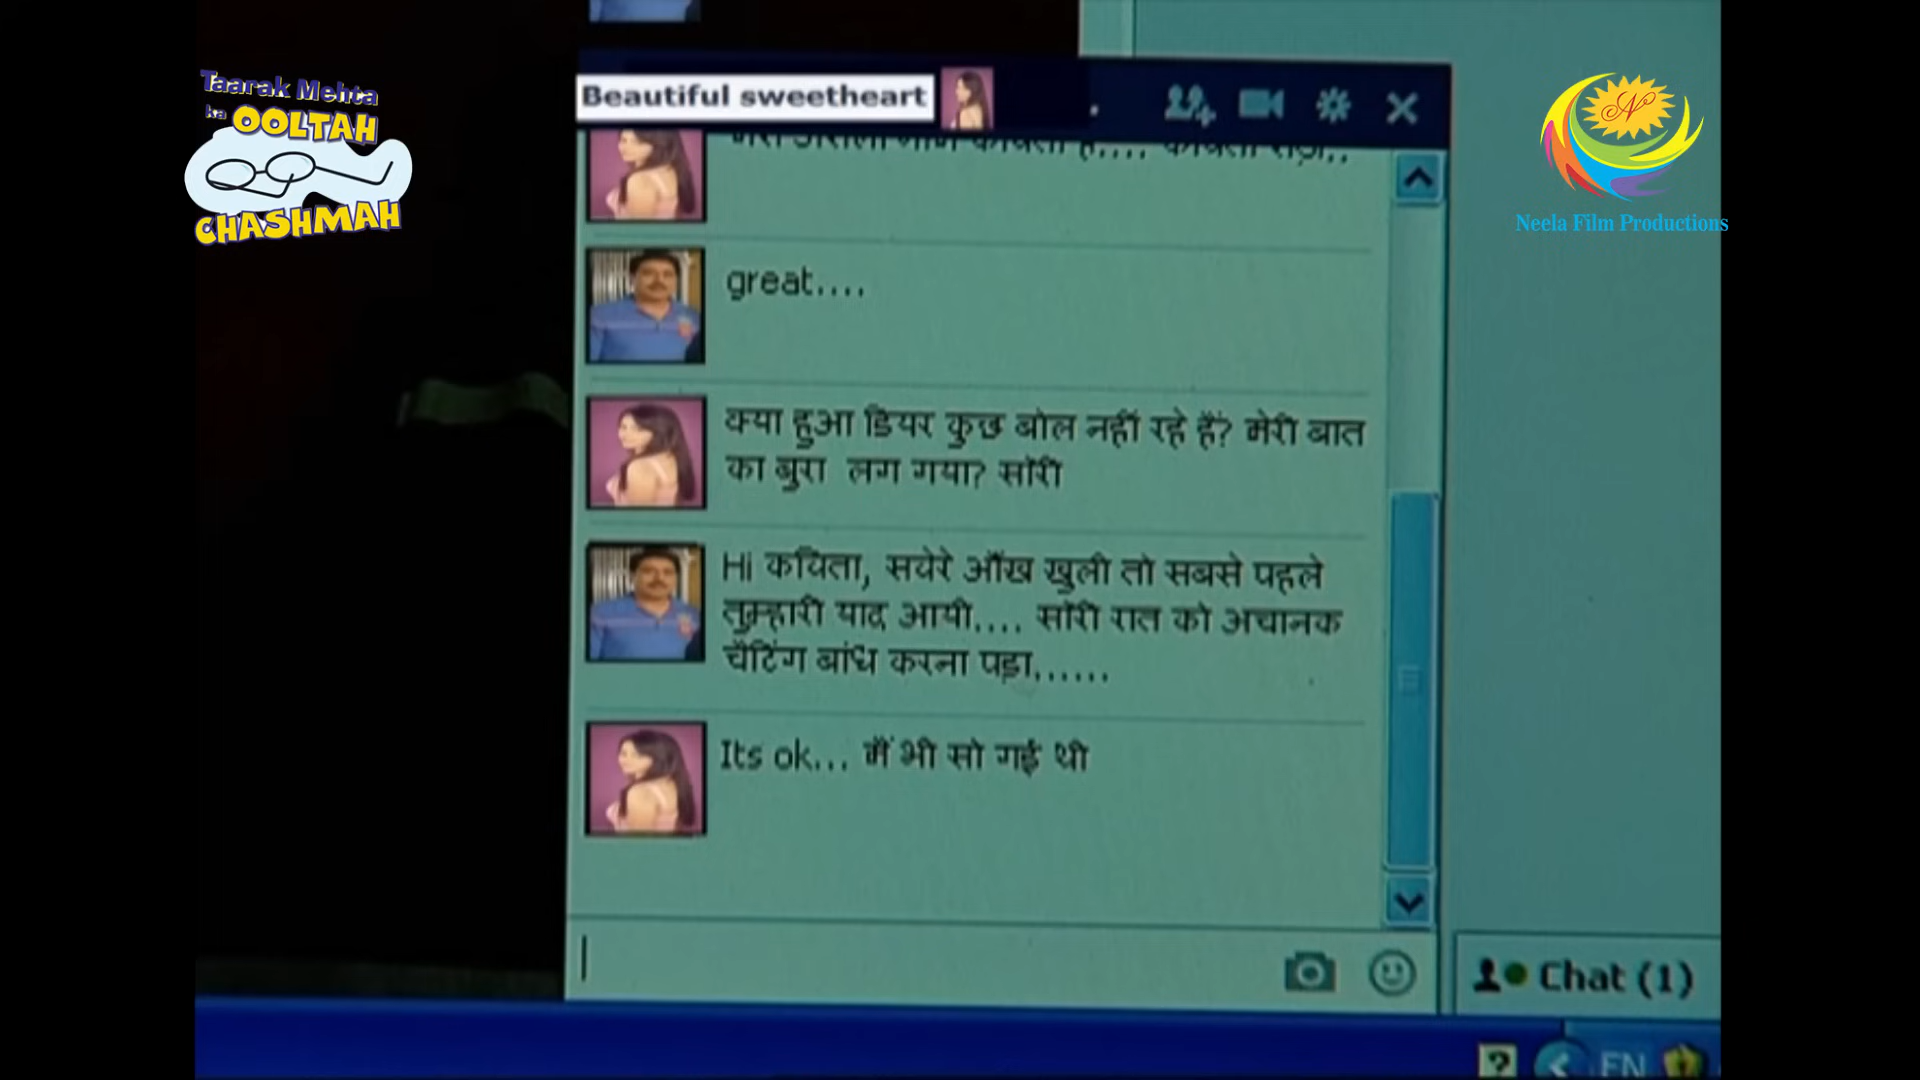 Taarak Mehta
ka OOLTAH
CHASHMAH
Neela Film Productions
Beautiful sweetheart
great....
क्या हुआ डियर कुछ बोल नहीं रहे हैं? मेरी बात
का बुरा लग गया? सॉरी
Hi कविता, सवेरे आँख खुली तो सबसे पहले
तुम्हारी याद आयी.... सॉरी रात को अचानक
चैटिंग बांध करना पड़ा......
Its ok... मैं भी सो गई थी
Chat (1)
EN